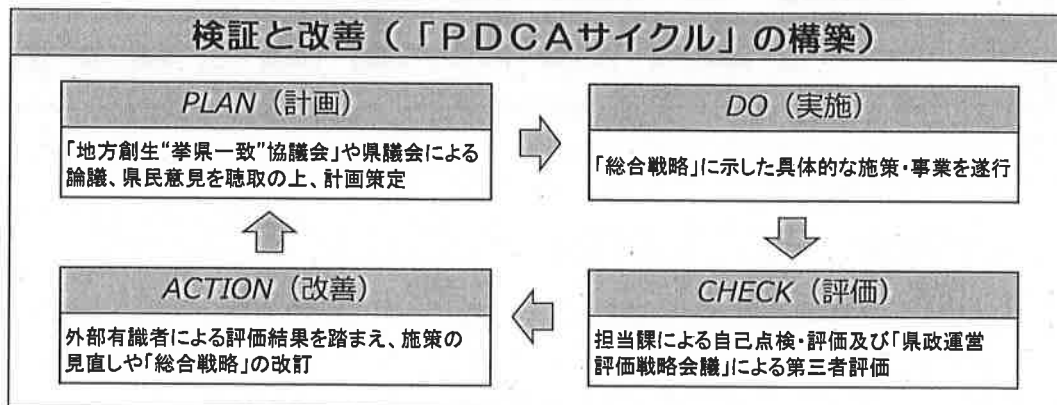 検証と改善（「PDCAサイクル」の構築）
PLAN（計画）
「地方創生“挙県一致”協議会」や県議会による
論議、県民意見を聴取の上、計画策定
DO（実施）
「総合戦略」に示した具体的な施策・事業を遂行
CHECK（評価）
担当課による自己点検・評価及び「県政運営
評価戦略会議」による第三者評価
ACTION（改善）
外部有識者による評価結果を踏まえ、施策の
見直しや「総合戦略」の改訂